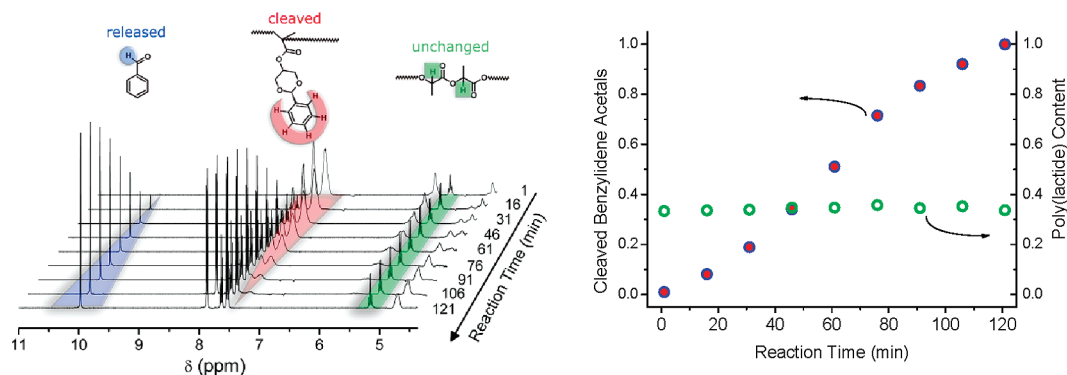 released
cleaved
unchanged
H
O
O
O
O
O
H
H
H
H
H
H
O
O
O
O
H
1
16
31
46
61
76
91
106
121
Reaction Time (min)
11 10 9 8 7 6 5
δ (ppm)
1.0
0.8
0.6
0.4
0.2
0.0
Cleaved Benzylidene Acetals
1.0
0.8
0.6
0.4
0.2
0.0
Poly(lactide) Content
0 20 40 60 80 100 120
Reaction Time (min)